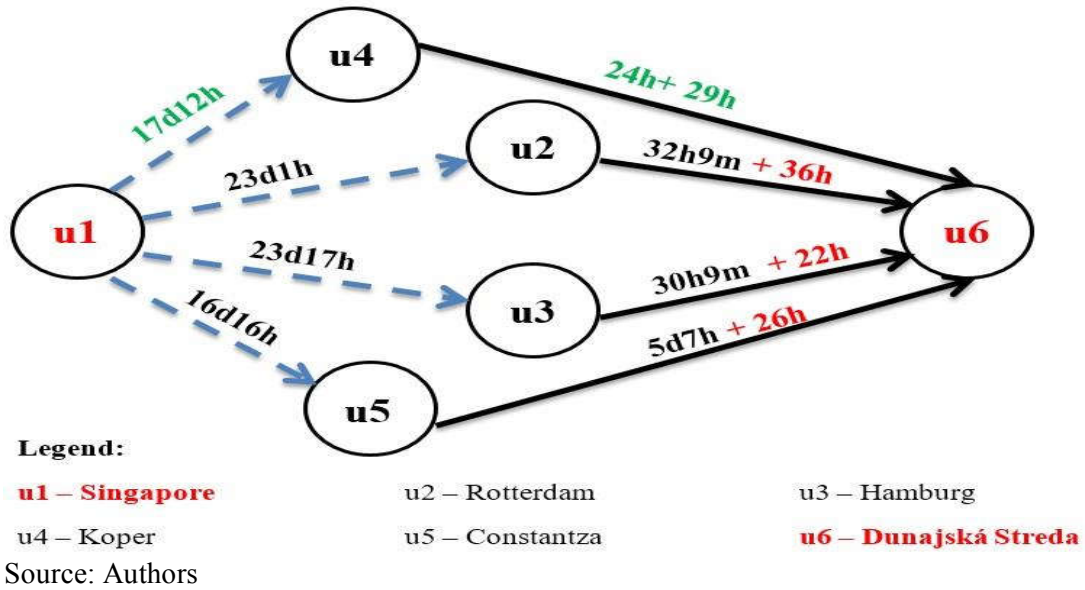 u4
24h+ 29h
17d12h
u2
32h9m + 36h
23d1h
u1
u6
23d17h
30h9m + 22h
u3
16d16h
5d7h + 26h
u5
Legend:
u1 – Singapore u2 – Rotterdam u3 – Hamburg
u4 – Koper u5 – Constantza u6 – Dunajská Streda
Source: Authors